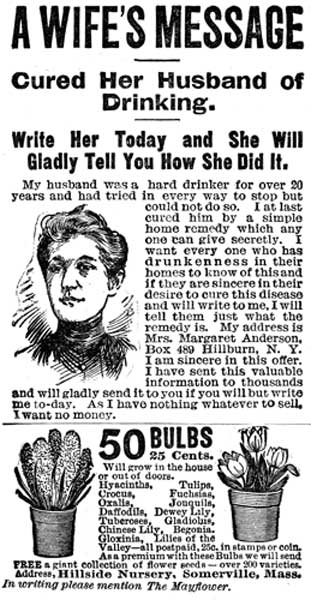 A WIFE'S MESSAGE
Cured Her Husband of
Drinking.
Write Her Today and She Will
Gladly Tell You How She Did It.
My husband was a hard drinker for over 20
years and had tried in every way to stop but
could not do so. I at last
cured him by a simple
home remedy which any
one can give secretly. I
want every one who has
drunkenness in their
homes to know of this and
if they are sincere in their
desire to cure this disease
and will write to me, I will
tell them just what the
remedy is. My address is
Mrs. Margaret Anderson,
Box 489 Hillburn, N. Y.
I am sincere in this offer.
I have sent this valuable
information to thousands
and will gladly send it to you if you will but write
me to-day. As I have nothing whatever to sell,
I want no money.
50 BULBS
25 Cents.
Will grow in the house
or out of doors.
Hyacinths, Tulips,
Crocus, Fuchsias,
Oxalis, Jonquils,
Daffodils, Dewey Lily,
Tuberoses, Gladiolus,
Chinese Lily, Begonia,
Gloxinia, Lilies of the
Valley—all postpaid, 25c. in stamps or coin.
As a premium with these Bulbs we will send
FREE a giant collection of flower seeds—over 200 varieties.
Address, Hillside Nursery, Somerville, Mass.
In writing please mention The Mayflower.